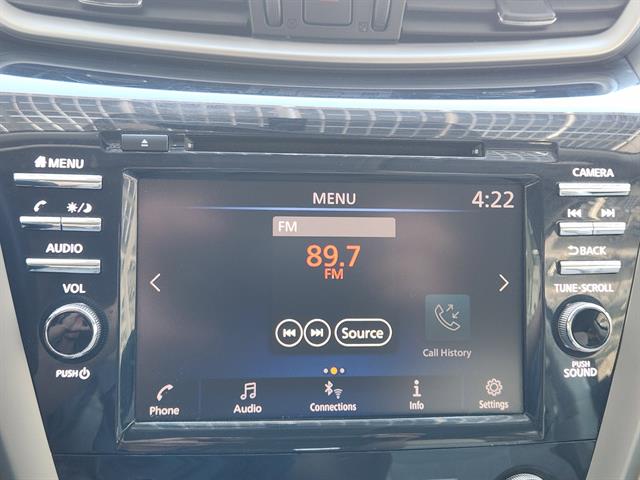 MENU
CAMERA
MENU
4:22
FM
AUDIO
89.7
FM
BACK
VOL
TUNE·SCROLL
Source
Call History
PUSH
PUSH
SOUND
Phone
Audio
Connections
Info
Settings